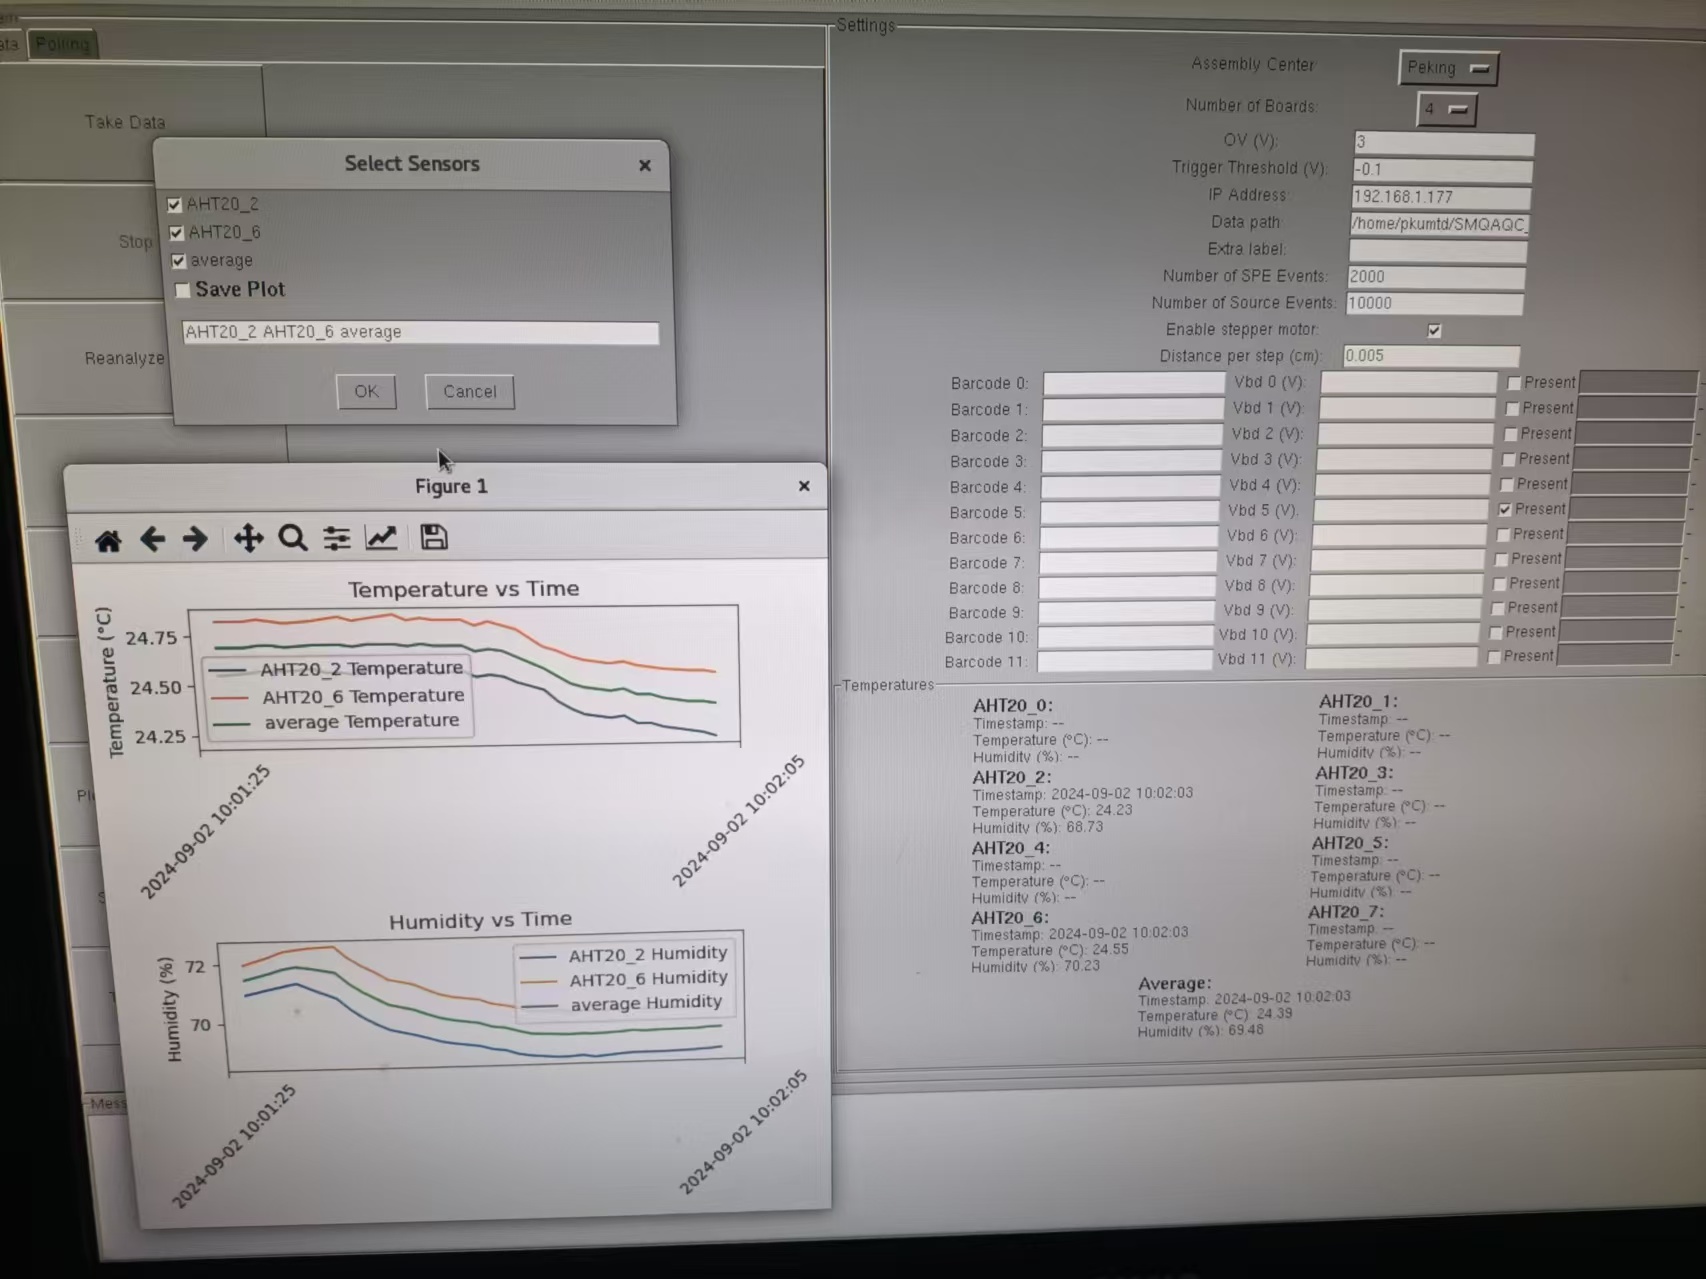 Polling
Take Data
Stop
Reanalyze
Select Sensors
AHT20_2
AHT20_6
average
Save Plot
AHT20_2 AHT20_6 average
OK
Cancel
Figure 1
Temperature vs Time
Temperature (°C)
24.75
24.50
24.25
AHT20_2 Temperature
AHT20_6 Temperature
average Temperature
2024-09-02 10:01:25
2024-09-02 10:02:05
Humidity vs Time
Humidity (%)
72
70
AHT20_2 Humidity
AHT20_6 Humidity
average Humidity
2024-09-02 10:01:25
2024-09-02 10:02:05
Settings
Assembly Center
Peking
Number of Boards:
4
OV (V):
3
Trigger Threshold (V):
-0.1
IP Address:
192.168.1.177
Data path:
/home/pkumtd/SMQAQC_
Extra label:
Number of SPE Events:
2000
Number of Source Events:
10000
Enable stepper motor:
Distance per step (cm):
0.005
Barcode 0: Vbd 0 (V): Present
Barcode 1: Vbd 1 (V): Present
Barcode 2: Vbd 2 (V): Present
Barcode 3: Vbd 3 (V): Present
Barcode 4: Vbd 4 (V): Present
Barcode 5: Vbd 5 (V). Present
Barcode 6: Vbd 6 (V): Present
Barcode 7: Vbd 7 (V): Present
Barcode 8: Vbd 8 (V): Present
Barcode 9: Vbd 9 (V): Present
Barcode 10: Vbd 10 (V): Present
Barcode 11: Vbd 11 (V): Present
Temperatures
AHT20_0:
Timestamp: --
Temperature (°C): --
Humidity (%): --
AHT20_1:
Timestamp: --
Temperature (°C): --
Humidity (%): --
AHT20_2:
Timestamp: 2024-09-02 10:02:03
Temperature (°C): 24.23
Humidity (%): 68.73
AHT20_3:
Timestamp: --
Temperature (°C): --
Humidity (%): --
AHT20_4:
Timestamp: --
Temperature (°C): --
Humidity (%): --
AHT20_5:
Timestamp: --
Temperature (°C): --
Humidity (%): --
AHT20_6:
Timestamp: 2024-09-02 10:02:03
Temperature (°C): 24.55
Humidity (%): 70.23
AHT20_7:
Timestamp: --
Temperature (°C): --
Humidity (%): --
Average:
Timestamp: 2024-09-02 10:02:03
Temperature (°C): 24.39
Humidity (%): 69.48
Mess